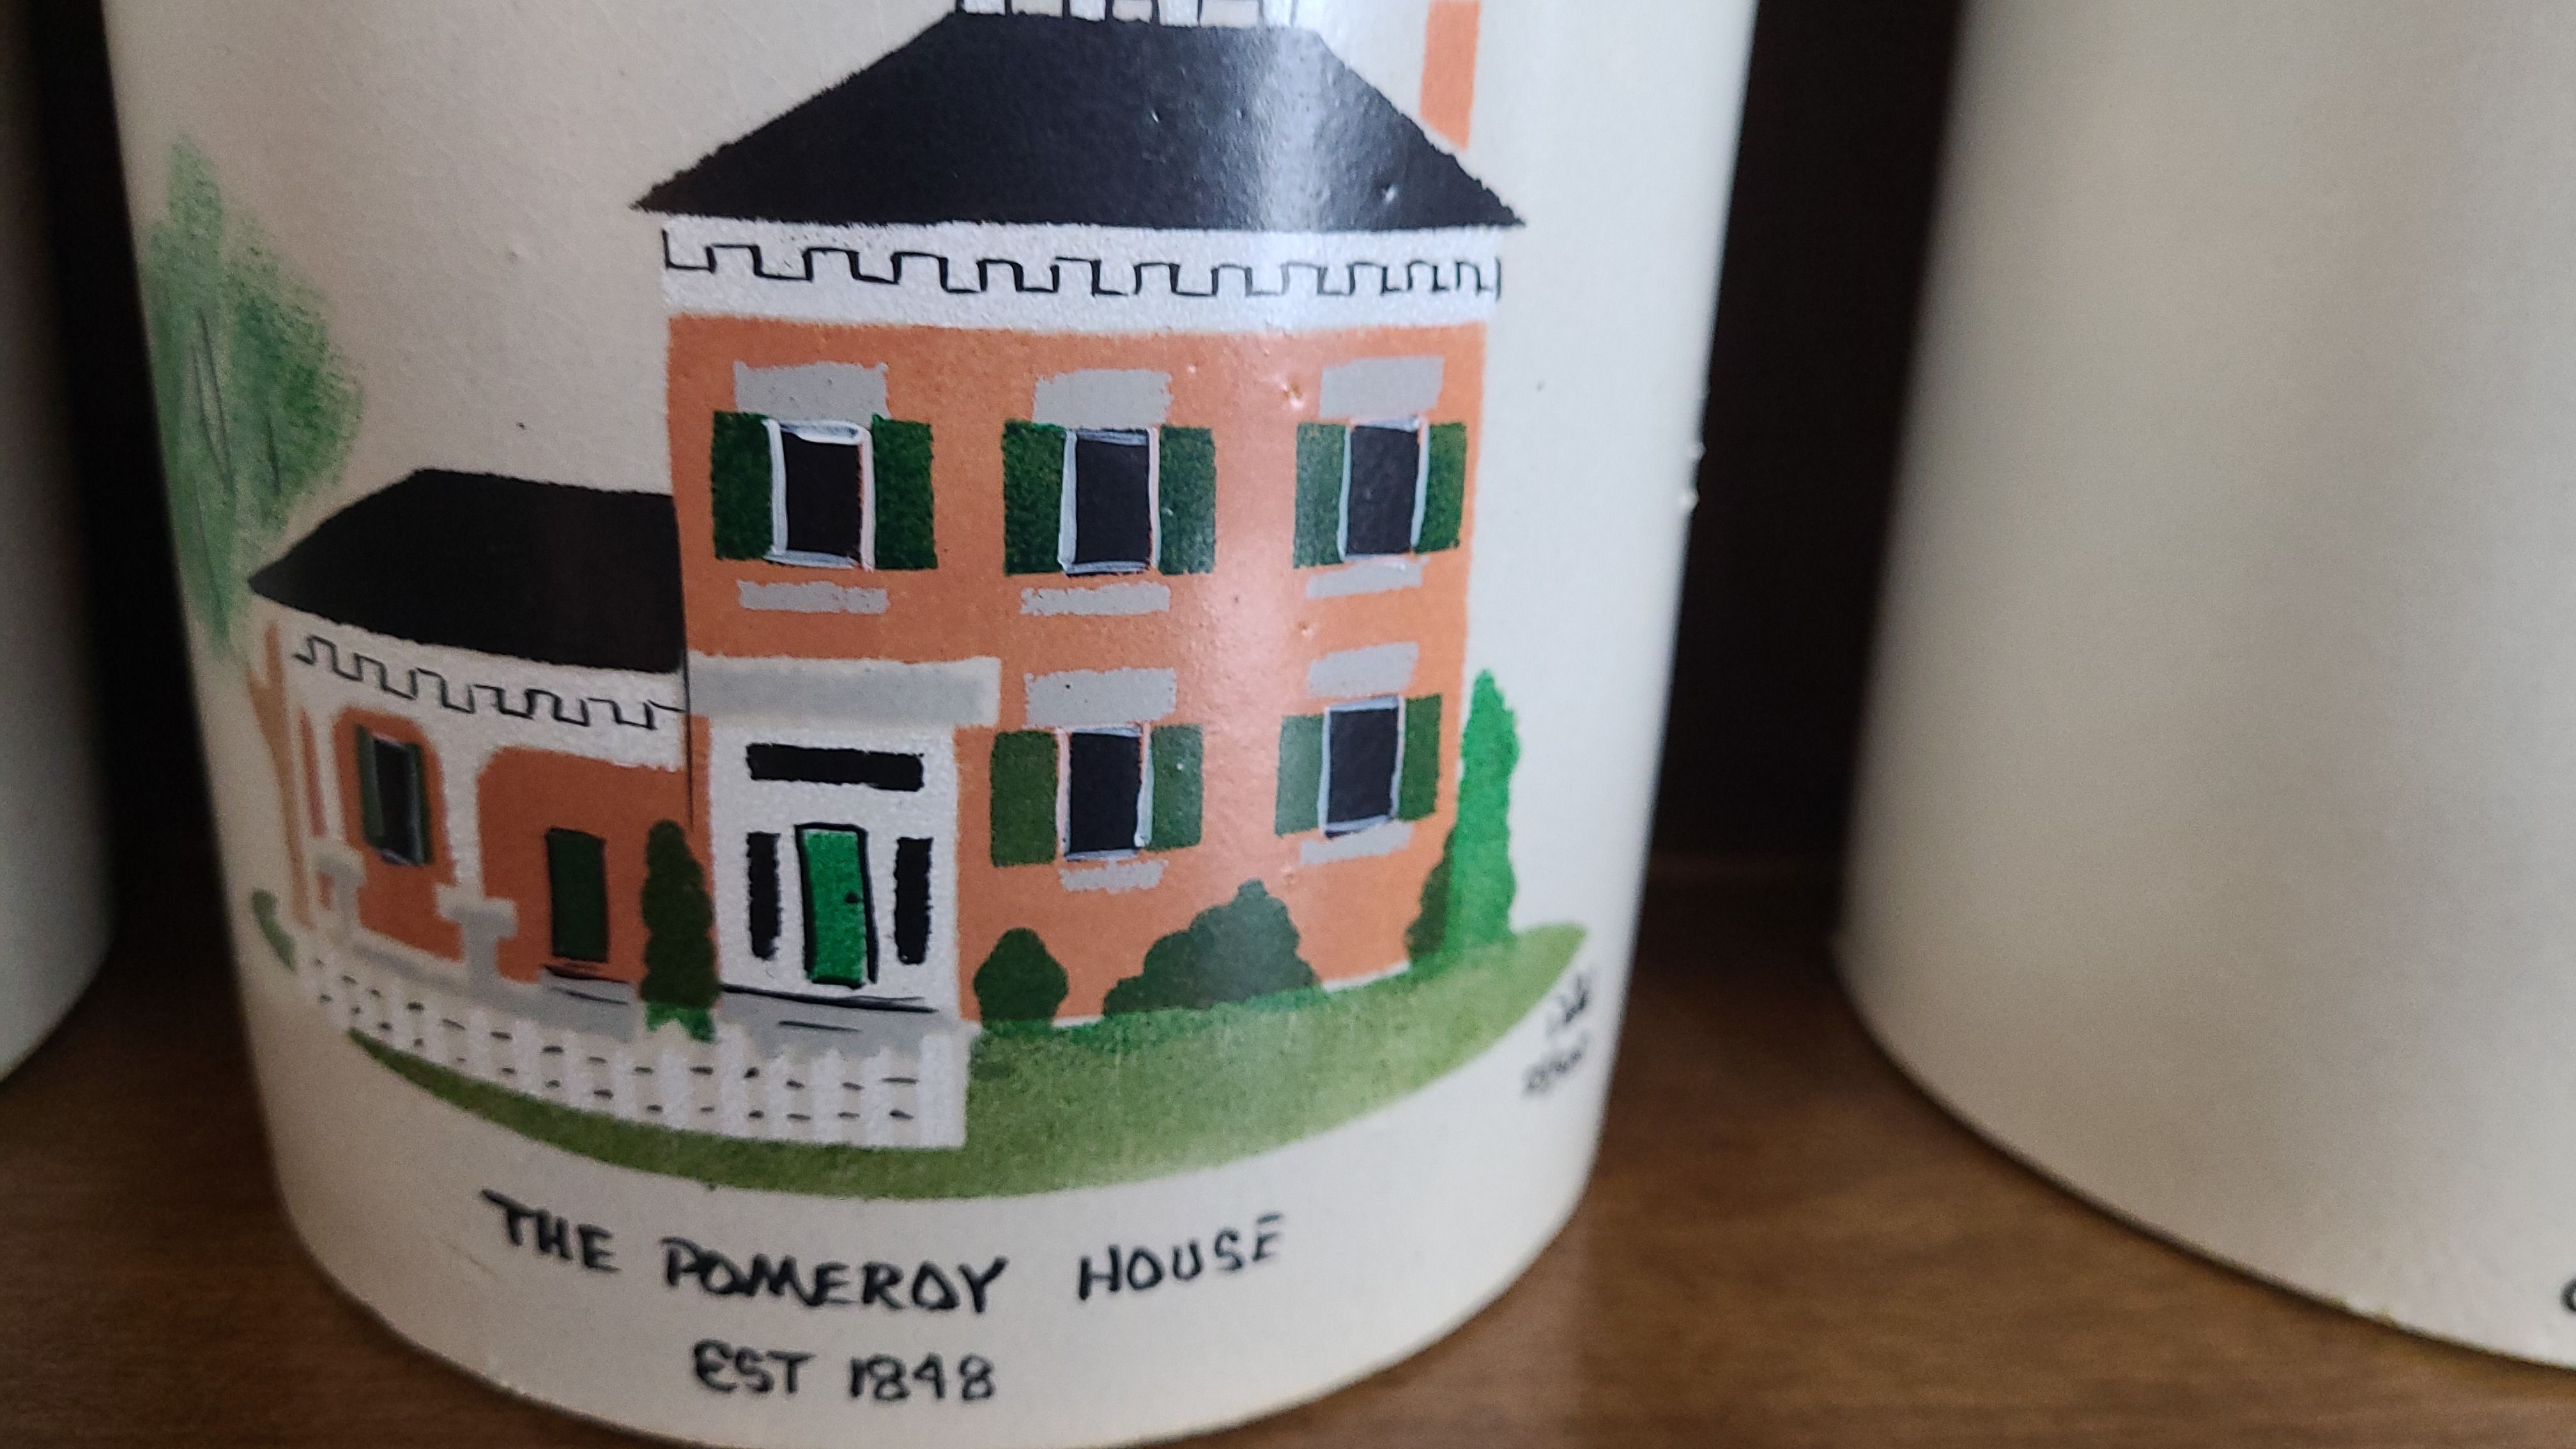 THE POMEROY HOUSE
EST 1848